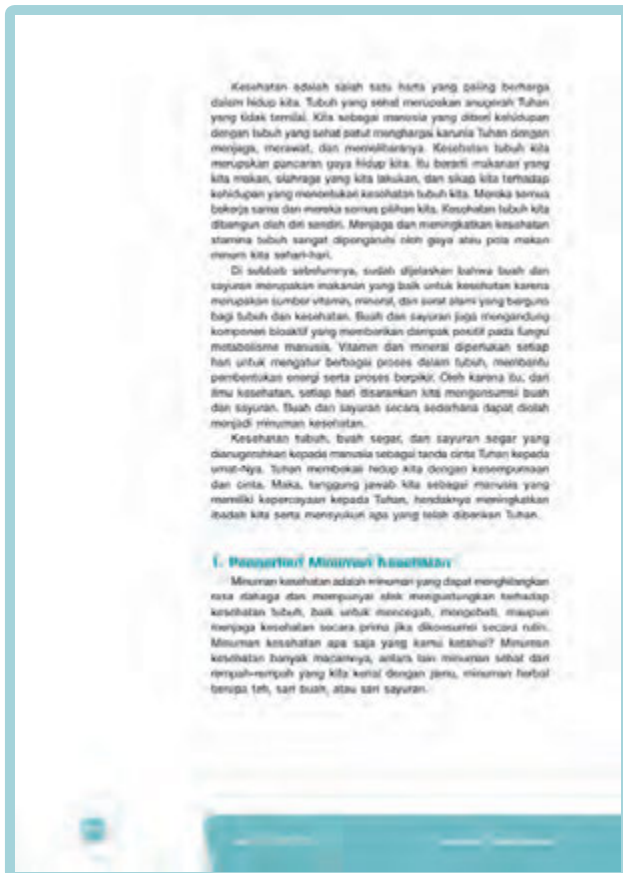 Kesehatan adalah salah satu harta yang paling berharga
dalam hidup kita. Tubuh yang sehat merupakan anugerah Tuhan
yang tidak ternilai. Kita sebagai manusia yang diberi kehidupan
dengan tubuh yang sehat patut menghargai karunia Tuhan dengan
menjaga, merawat, dan memeliharanya. Kesehatan tubuh kita
merupakan pancaran gaya hidup kita. Itu berarti makanan yang
kita makan, olahraga yang kita lakukan, dan sikap kita terhadap
kehidupan yang menentukan kesehatan tubuh kita. Mereka semua
bekerja sama dan mereka semua pilihan kita. Kesehatan tubuh kita
dibangun oleh diri sendiri. Menjaga dan meningkatkan kesehatan
stamina tubuh sangat dipengaruhi oleh gaya atau pola makan
minum kita sehari-hari.
Di subbab sebelumnya, sudah dijelaskan bahwa buah dan
sayuran merupakan makanan yang baik untuk kesehatan karena
merupakan sumber vitamin, mineral, dan serat alami yang berguna
bagi tubuh dan kesehatan. Buah dan sayuran juga mengandung
komponen bioaktif yang memberikan dampak positif pada fungsi
metabolisme manusia. Vitamin dan mineral diperlukan setiap
hari untuk mengatur berbagai proses dalam tubuh, membantu
pembentukan energi serta proses berpikir. Oleh karena itu, dari
ilmu kesehatan, setiap hari disarankan kita mengonsumsi buah
dan sayuran. Buah dan sayuran secara sederhana dapat diolah
menjadi minuman kesehatan.
Kesehatan tubuh, buah segar, dan sayuran segar yang
dianugerahkan kepada manusia sebagai tanda cinta Tuhan kepada
umat-Nya. Tuhan membekali hidup kita dengan kesempurnaan
dan cinta. Maka, tanggung jawab kita sebagai manusia yang
memiliki kepercayaan kepada Tuhan, hendaknya meningkatkan
ibadah kita serta mensyukuri apa yang telah diberikan Tuhan.
1. Pengertian Minuman Kesehatan
Minuman kesehatan adalah minuman yang dapat menghilangkan
rasa dahaga dan mempunyai efek menguntungkan terhadap
kesehatan tubuh, baik untuk mencegah, mengobati, maupun
menjaga kesehatan secara prima jika dikonsumsi secara rutin.
Minuman kesehatan apa saja yang kamu ketahui? Minuman
kesehatan banyak macamnya, antara lain minuman sehat dari
rempah-rempah yang kita kenal dengan jamu, minuman herbal
berupa teh, sari buah, atau sari sayuran.